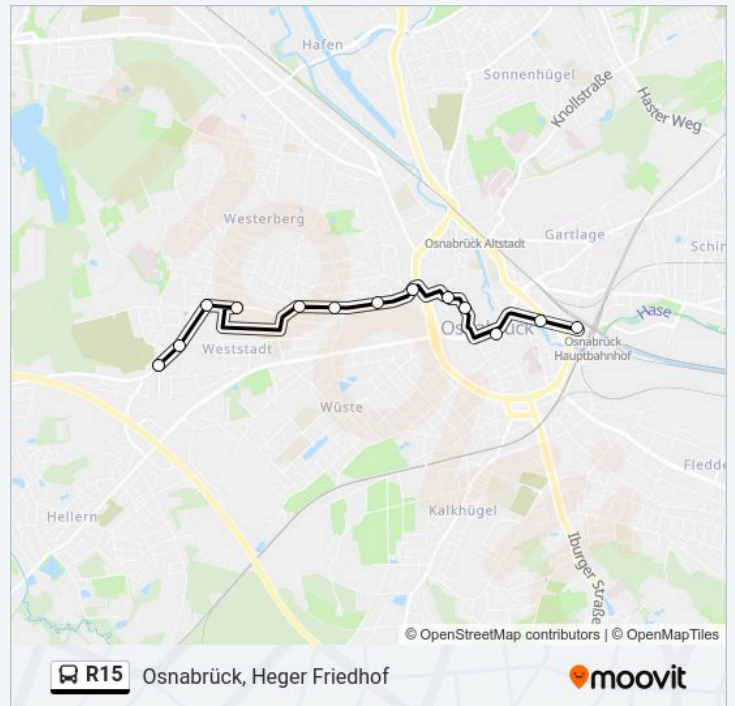 Hafen
Sonnenhügel
Knollstraße
Haster Weg
Westerberg
Gartlage
Osnabrück Altstadt
Schin
Hase
Osnabrück
Weststadt
Osnabrück
Hauptbahnhof
Wüste
Fledde
Kalkhügel
Hellern
Iburger Straße
© OpenStreetMap contributors | © OpenMapTiles
R15 Osnabrück, Heger Friedhof
moovit